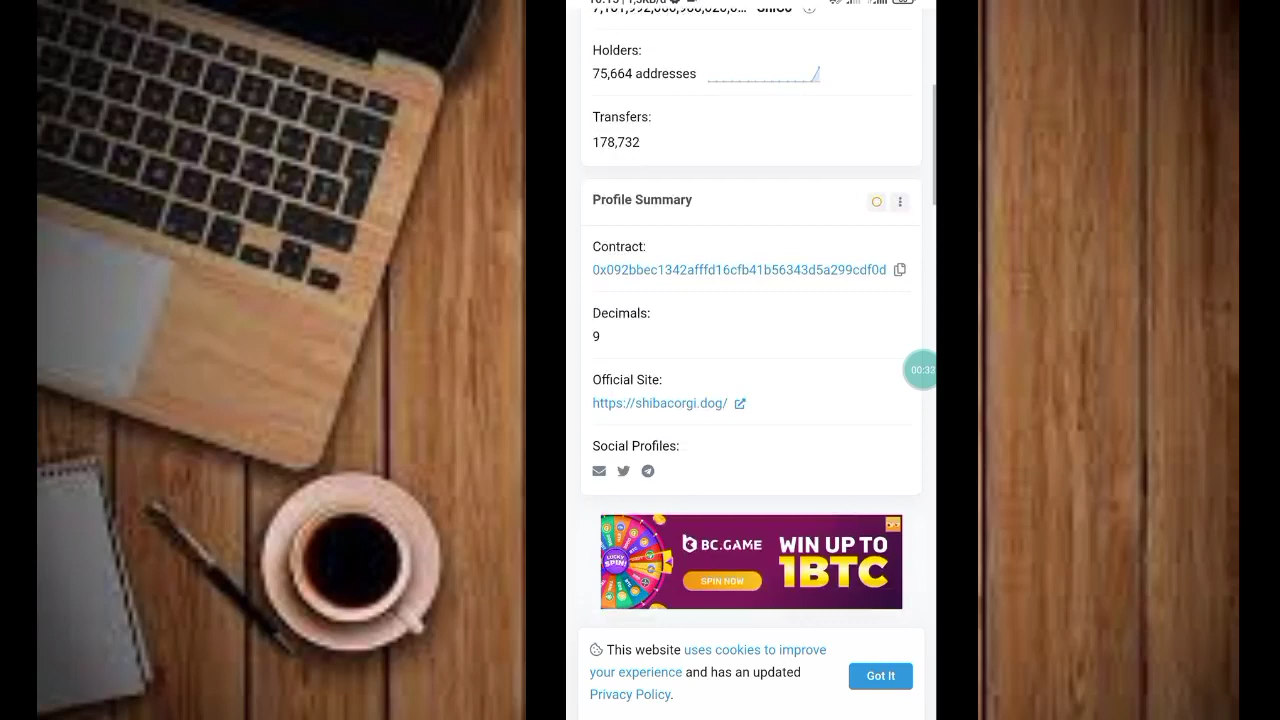 Holders:
75,664 addresses
Transfers:
178,732
Profile Summary
Contract:
0x092bbec1342afffd16cfb41b56343d5a299cdf0d
Decimals:
9
00:33
Official Site:
https://shibacorgi.dog/
Social Profiles:
LUCKY SPIN!
BC.GAME
SPIN NOW
WIN UP TO
1BTC
This website uses cookies to improve
your experience and has an updated
Privacy Policy.
Got It